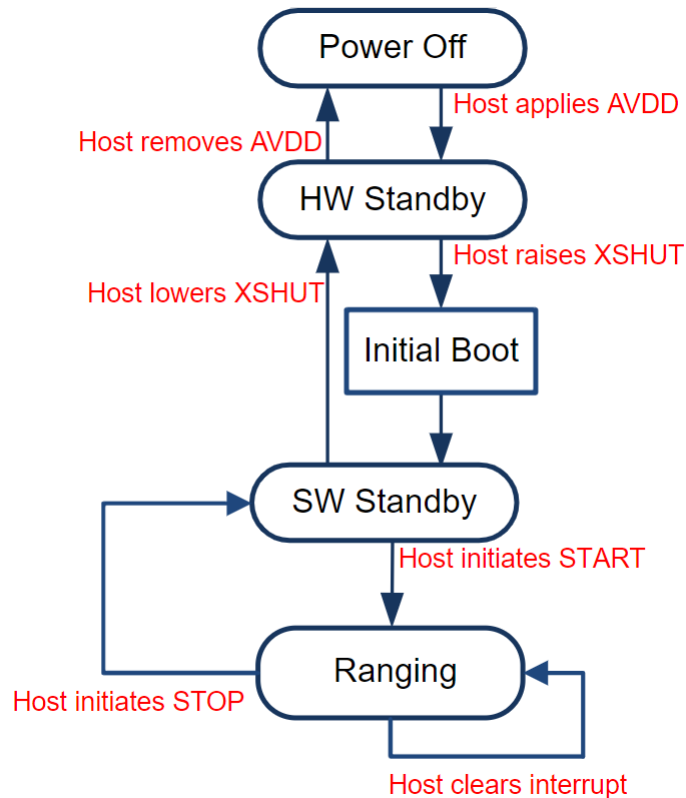 Power Off
Host applies AVDD
Host removes AVDD
HW Standby
Host raises XSHUT
Host lowers XSHUT
Initial Boot
SW Standby
Host initiates START
Ranging
Host initiates STOP
Host clears interrupt